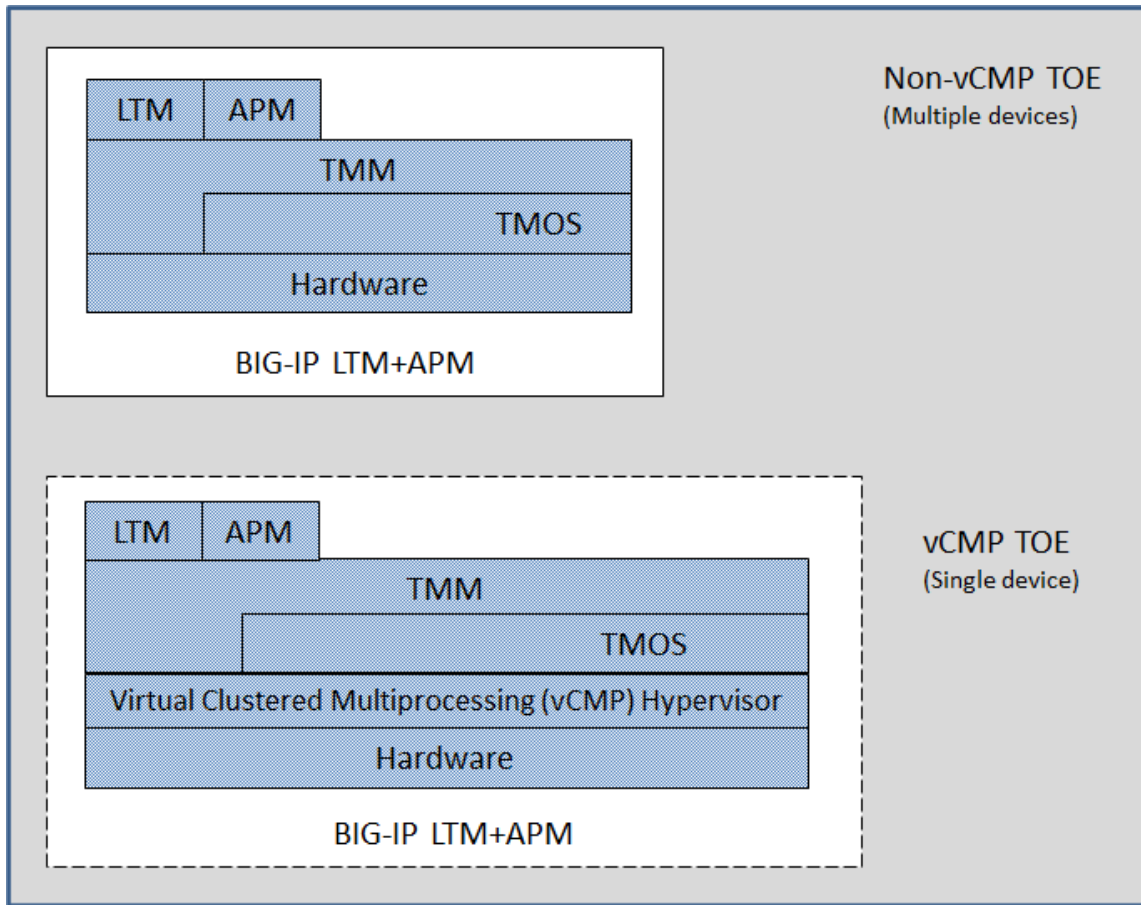 Non-vCMP TOE
(Multiple devices)
LTM APM
TMM
TMOS
Hardware
BIG-IP LTM+APM
vCMP TOE
(Single device)
LTM APM
TMM
TMOS
Virtual Clustered Multiprocessing (vCMP) Hypervisor
Hardware
BIG-IP LTM+APM